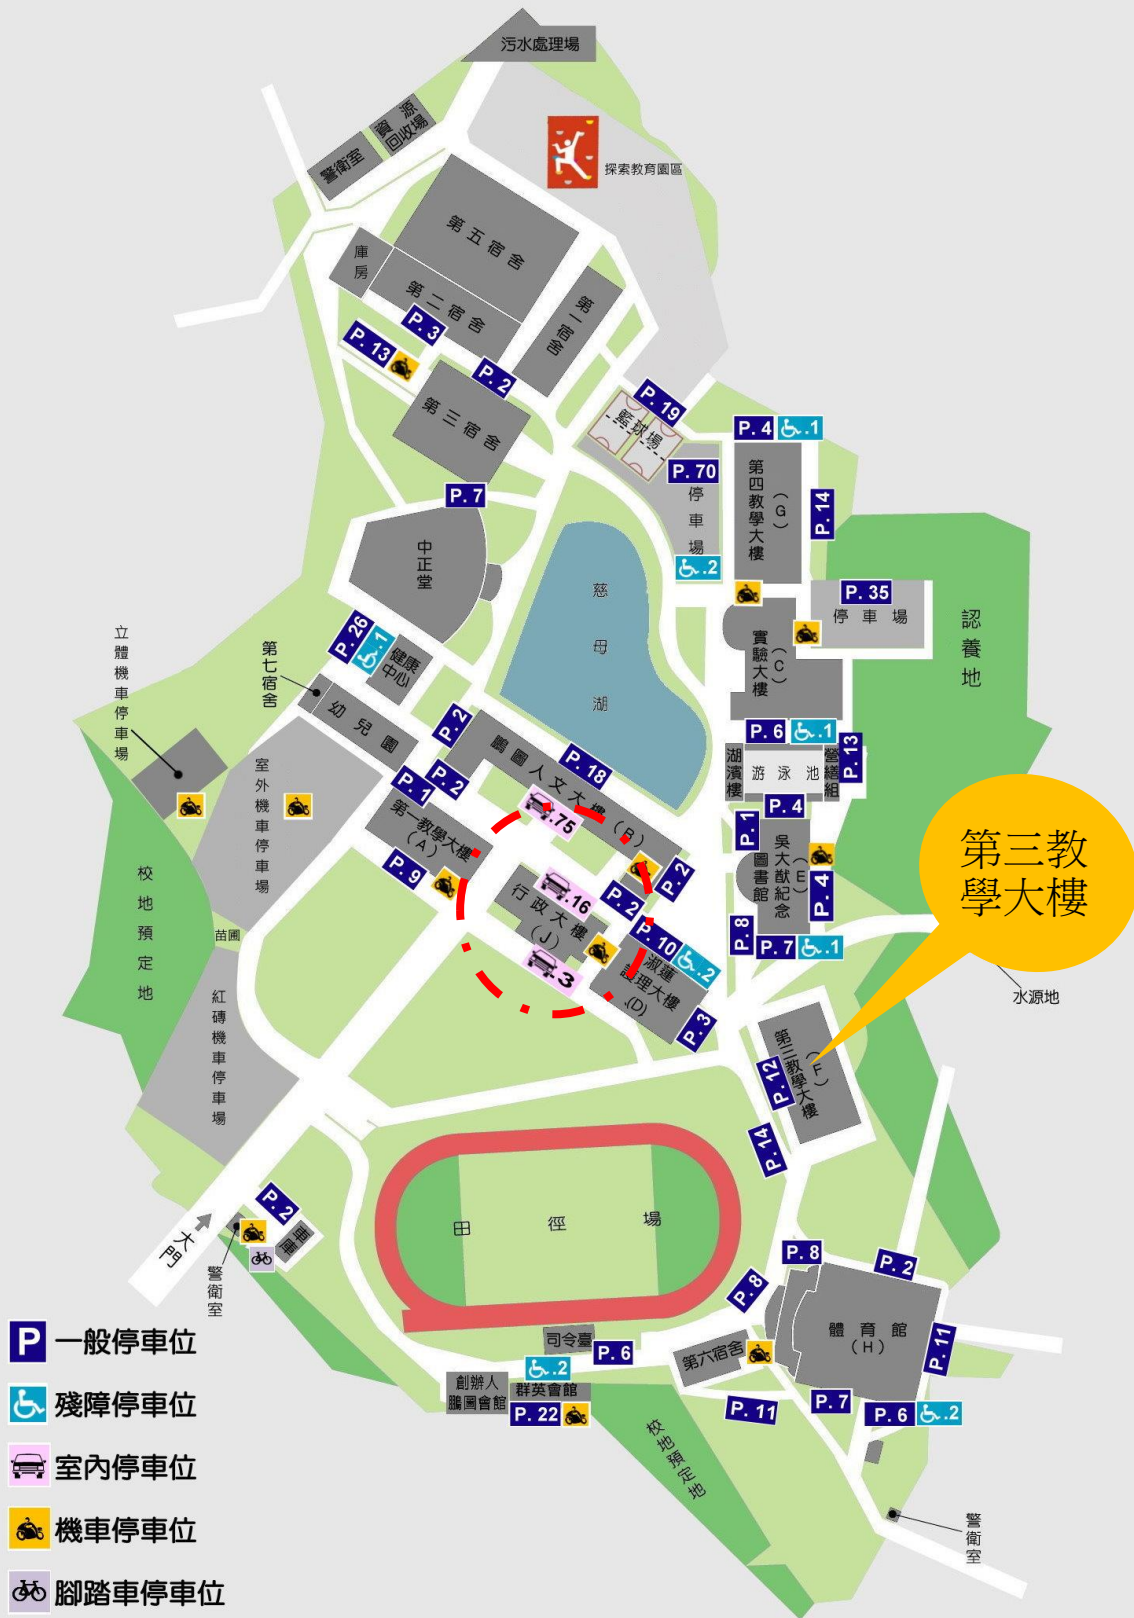 污水處理場
資源
回收場
警衛室
探索教育園區
第五宿舍
庫房
第二宿舍
第一宿舍
P. 3
P. 13
P. 2
第三宿舍
P. 19
籃球場
P. 4
..1
P. 70
停車場
..2
第四教學大樓
(G)
P. 14
P. 7
中正堂
慈母湖
P. 35
停車場
認養地
實驗大樓
(C)
立體機車停車場
第七宿舍
P. 26
..1
健康
中心
幼兒園
P. 2
鵬圖人文大樓(B)
P. 18
P. 6
..1
湖濱樓
游泳池
營繕組
P. 13
室外機車停車場
P. 1
P. 2
.75
P. 4
第一教學大樓
(A)
P. 9
P. 1
吳大猷紀念
圖書館
(E)
P. 4
第三教
學大樓
校地預定地
苗圃
.16
行政大樓
(J)
P. 2
P. 2
P. 10
..2
P. 8
P. 7
..1
.3
淑蓮
護理大樓
(D)
P. 3
水源地
紅磚機車停車場
第三教學大樓
(F)
P. 12
P. 14
田徑場
P. 2
車庫
大門
警衛室
P. 8
P. 2
P. 8
體育館
(H)
P. 11
司令臺
P. 6
第六宿舍
..2
創辦人
鵬圖會館
群英會館
P. 22
P. 11
P. 7
P. 6
..2
校地預定地
警衛室
P 一般停車位
殘障停車位
室內停車位
機車停車位
腳踏車停車位